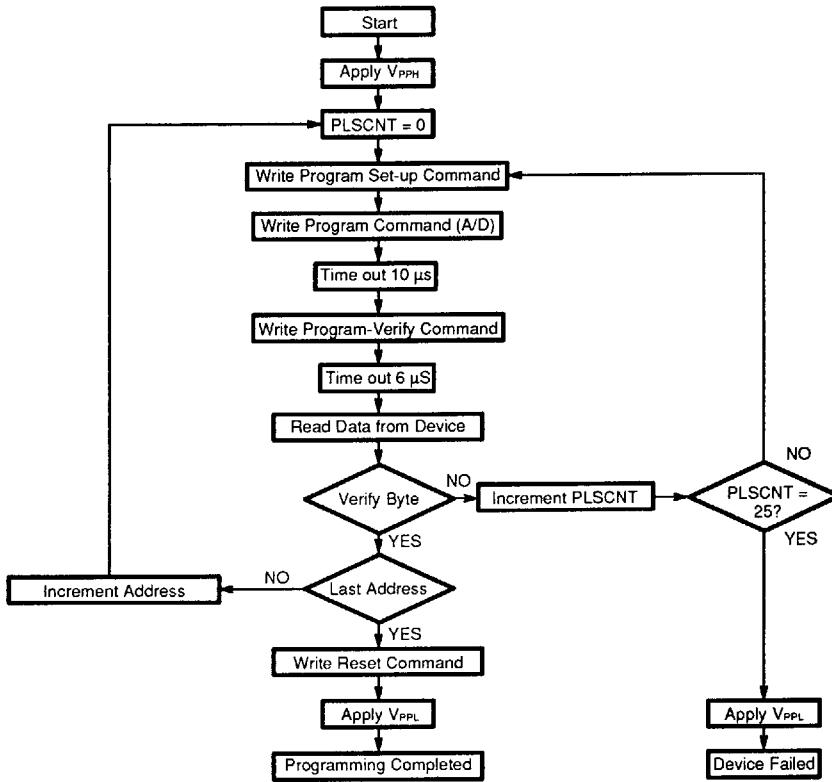 Start
Apply VPPH
PLSCNT = 0
Write Program Set-up Command
Write Program Command (A/D)
Time out 10 µs
Write Program-Verify Command
Time out 6 µS
Read Data from Device
Verify Byte
NO
Increment PLSCNT
PLSCNT =
25?
NO
YES
YES
Last Address
NO
Increment Address
YES
Write Reset Command
Apply VPPL
Programming Completed
Apply VPPL
Device Failed